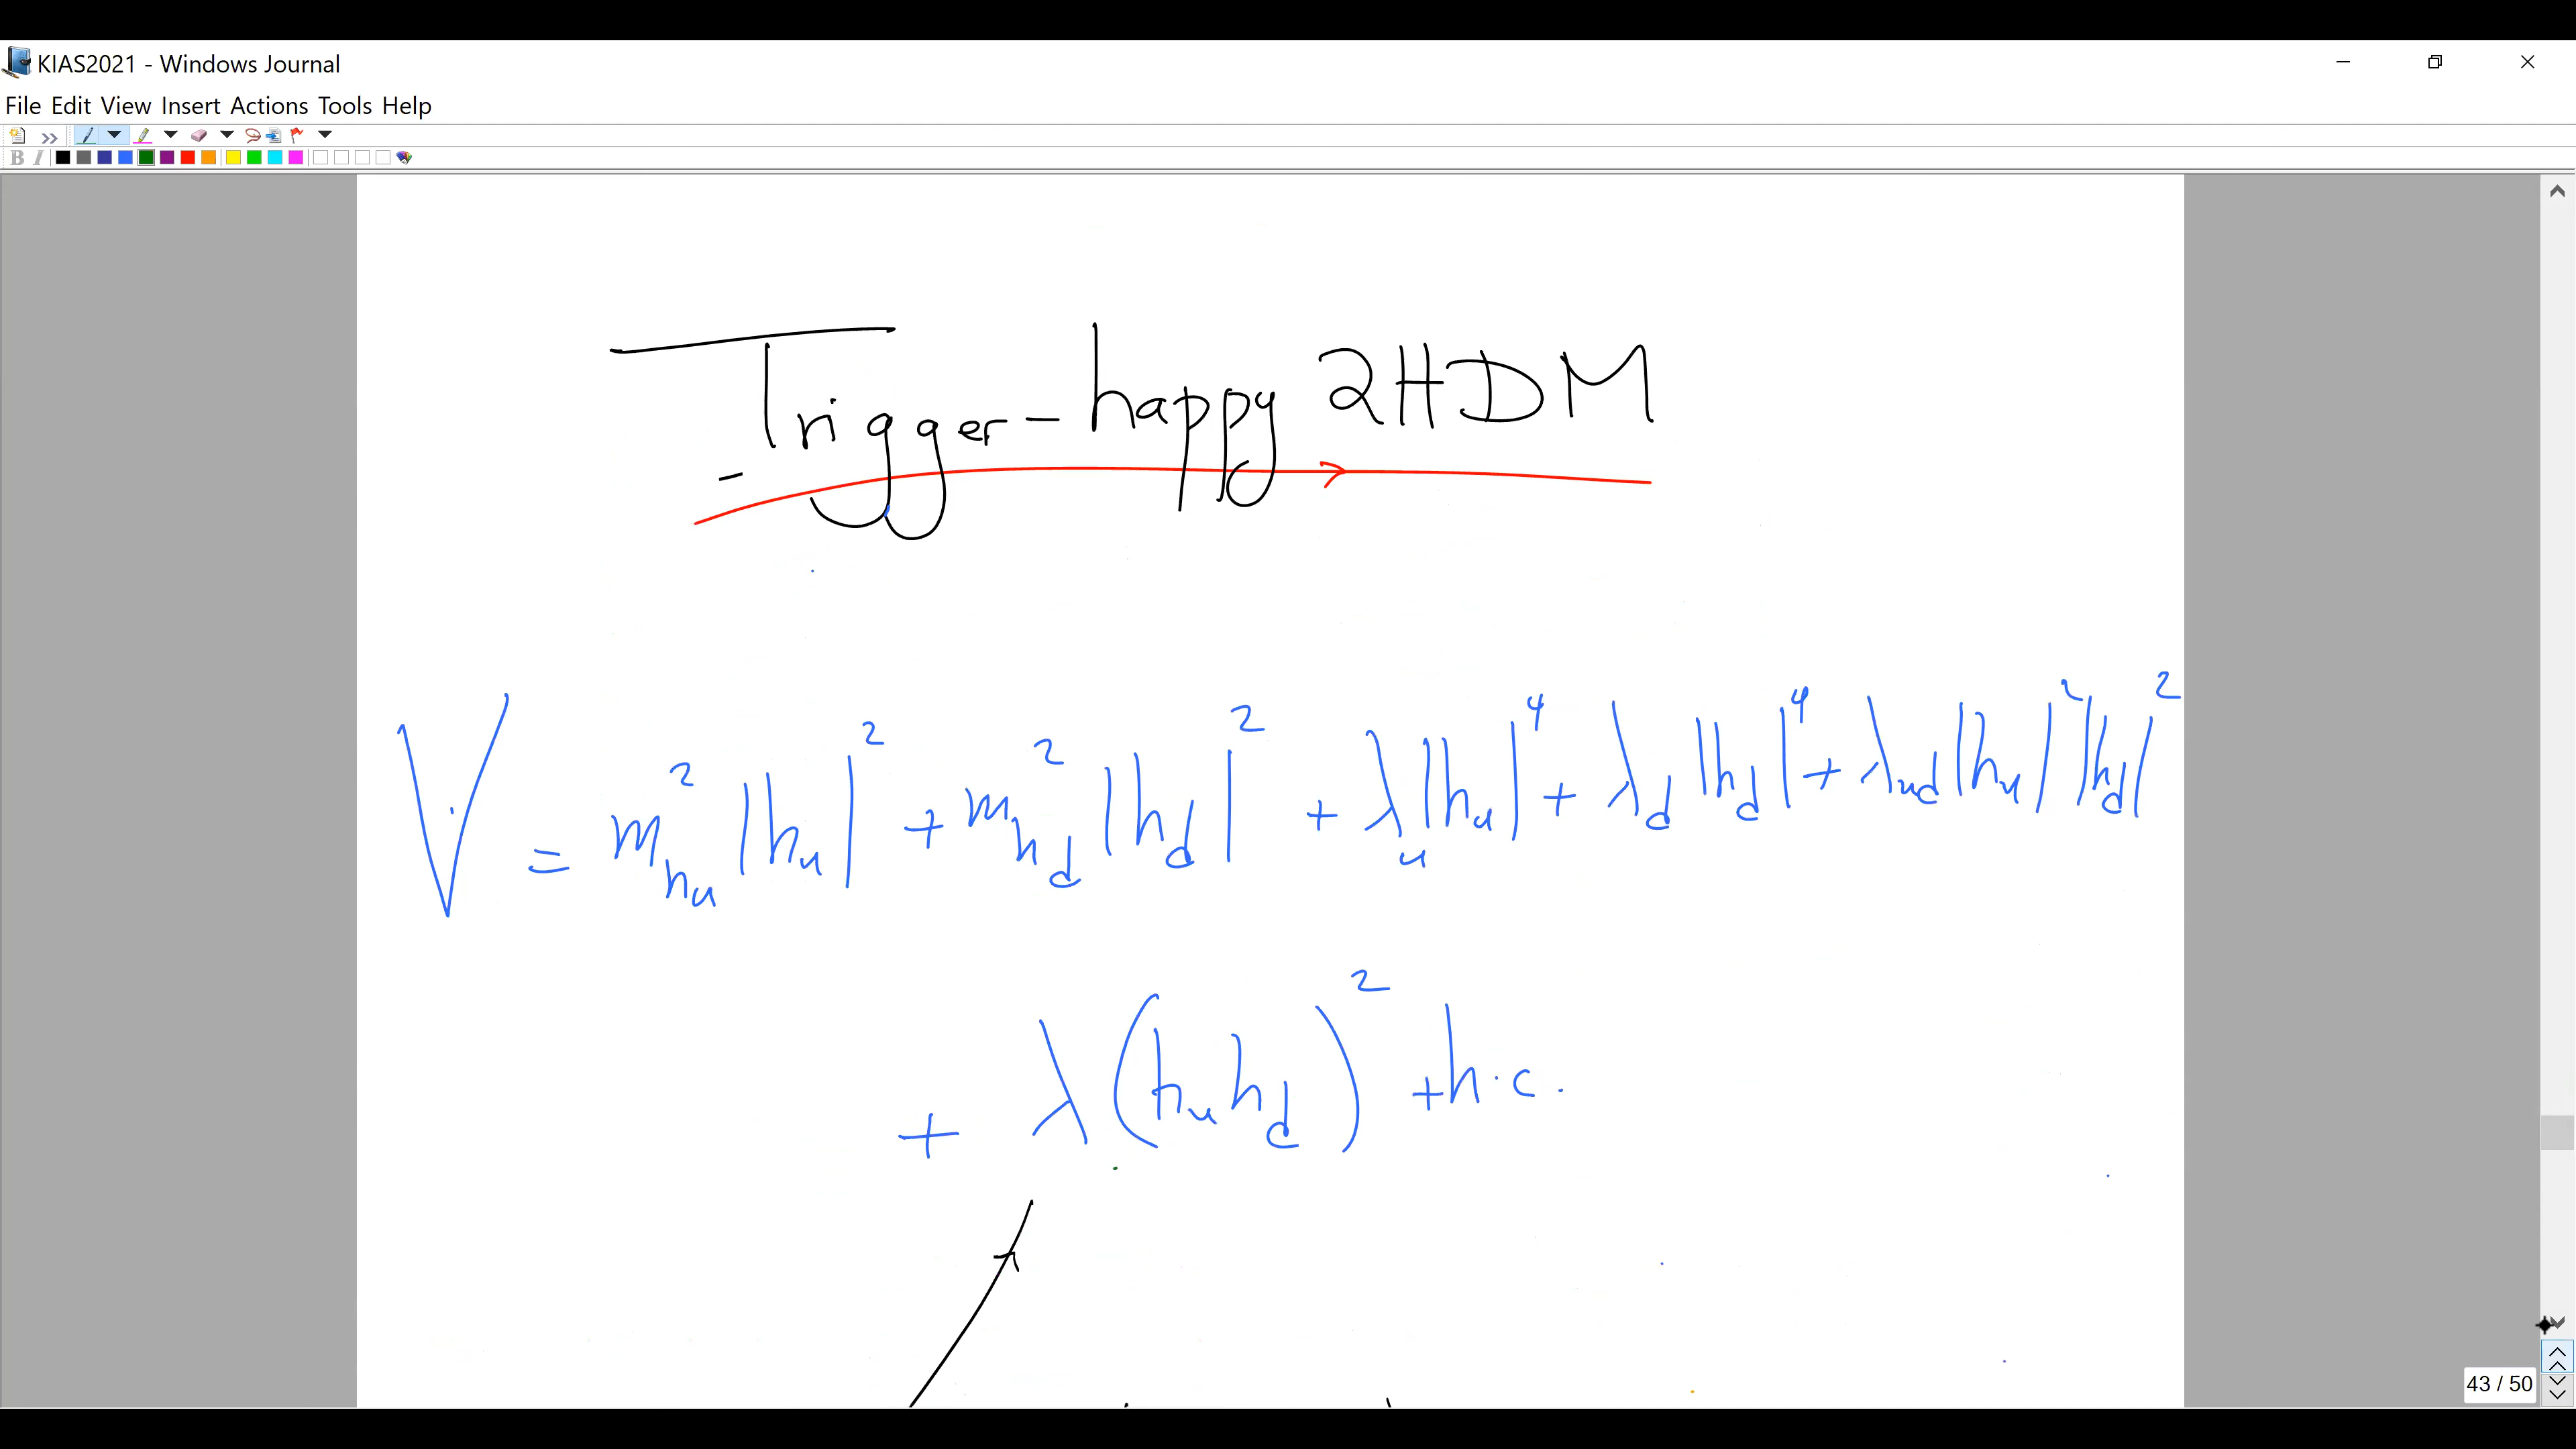 KIAS2021 - Windows Journal
File Edit View Insert Actions Tools Help
B I
Trigger-happy 2HDM
V = m²_{h_u} |h_u|² + m²_{h_d} |h_d|² + λ_u |h_u|⁴ + λ_d |h_d|⁴ + λ_{ud} |h_u|² |h_d|²
+ λ (h_u h_d)² + h.c.
43 / 50